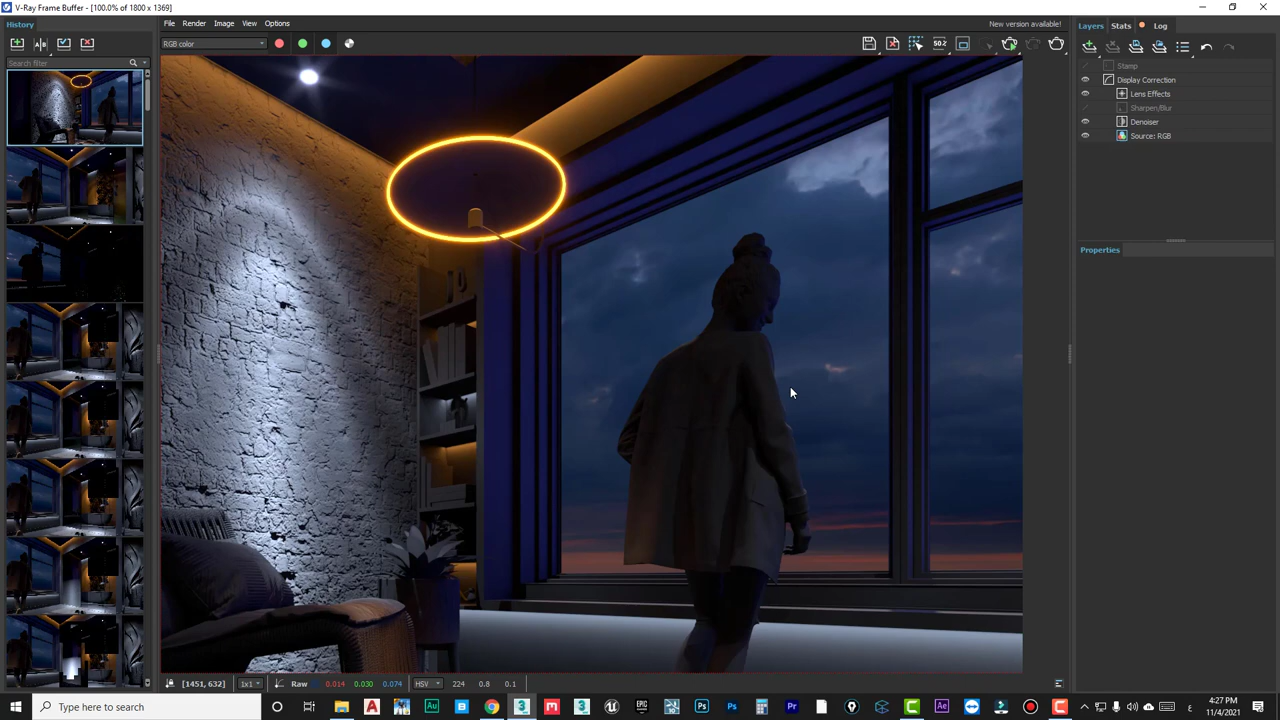 V-Ray Frame Buffer - [100.0% of 1800 x 1369]
History
File Render Image View Options
New version available!
Layers Stats Log
RGB color
Search filter
Stamp
Display Correction
Lens Effects
Sharpen/Blur
Denoiser
Source: RGB
Properties
[1451, 632] 1x1 Raw 0.014 0.030 0.074 HSV 224 0.8 0.1
Type here to search
4:27 PM
11/4/2021